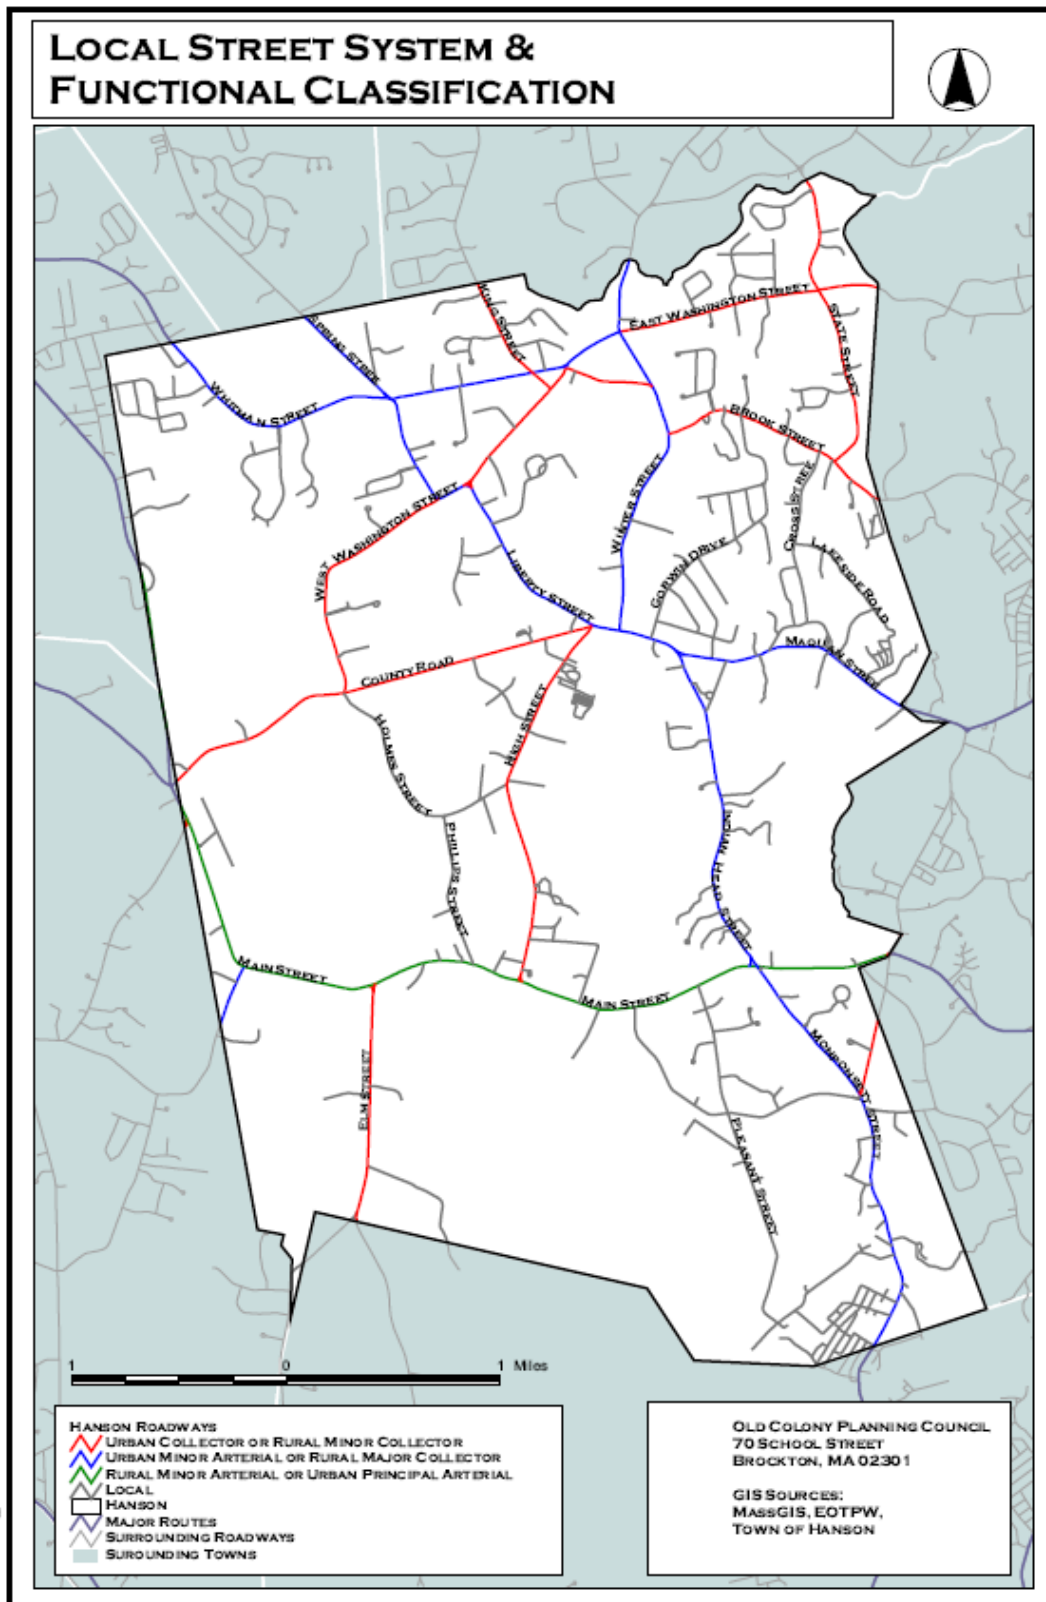 LOCAL STREET SYSTEM &
FUNCTIONAL CLASSIFICATION
KING STREET
EAST WASHINGTON STREET
SPRING STREE
STATE STREET
WHITMAN STREET
BROOK STREET
WINTER STREET
CROSS STREE
WEST WASHINGTON STREET
LIBERTY STREET
GORWIN DRIVE
LAKESIDE ROAD
MAQUAN STREE
COUNTY ROAD
HOLMES STREET
HIGH STREET
PHILLIPS STREET
INDIAN HEAD STREET
MAIN STREET
MAIN STREET
MONPONSETT STREET
ELM STREET
PLEASANT STREET
1 0 1 MILES
HANSON ROADWAYS
URBAN COLLECTOR OR RURAL MINOR COLLECTOR
URBAN MINOR ARTERIAL OR RURAL MAJOR COLLECTOR
RURAL MINOR ARTERIAL OR URBAN PRINCIPAL ARTERIAL
LOCAL
HANSON
MAJOR ROUTES
SURROUNDING ROADWAYS
SUROUNDING TOWNS
OLD COLONY PLANNING COUNCIL
70 SCHOOL STREET
BROCKTON, MA 02301
GIS SOURCES:
MASSGIS, EOTPW,
TOWN OF HANSON